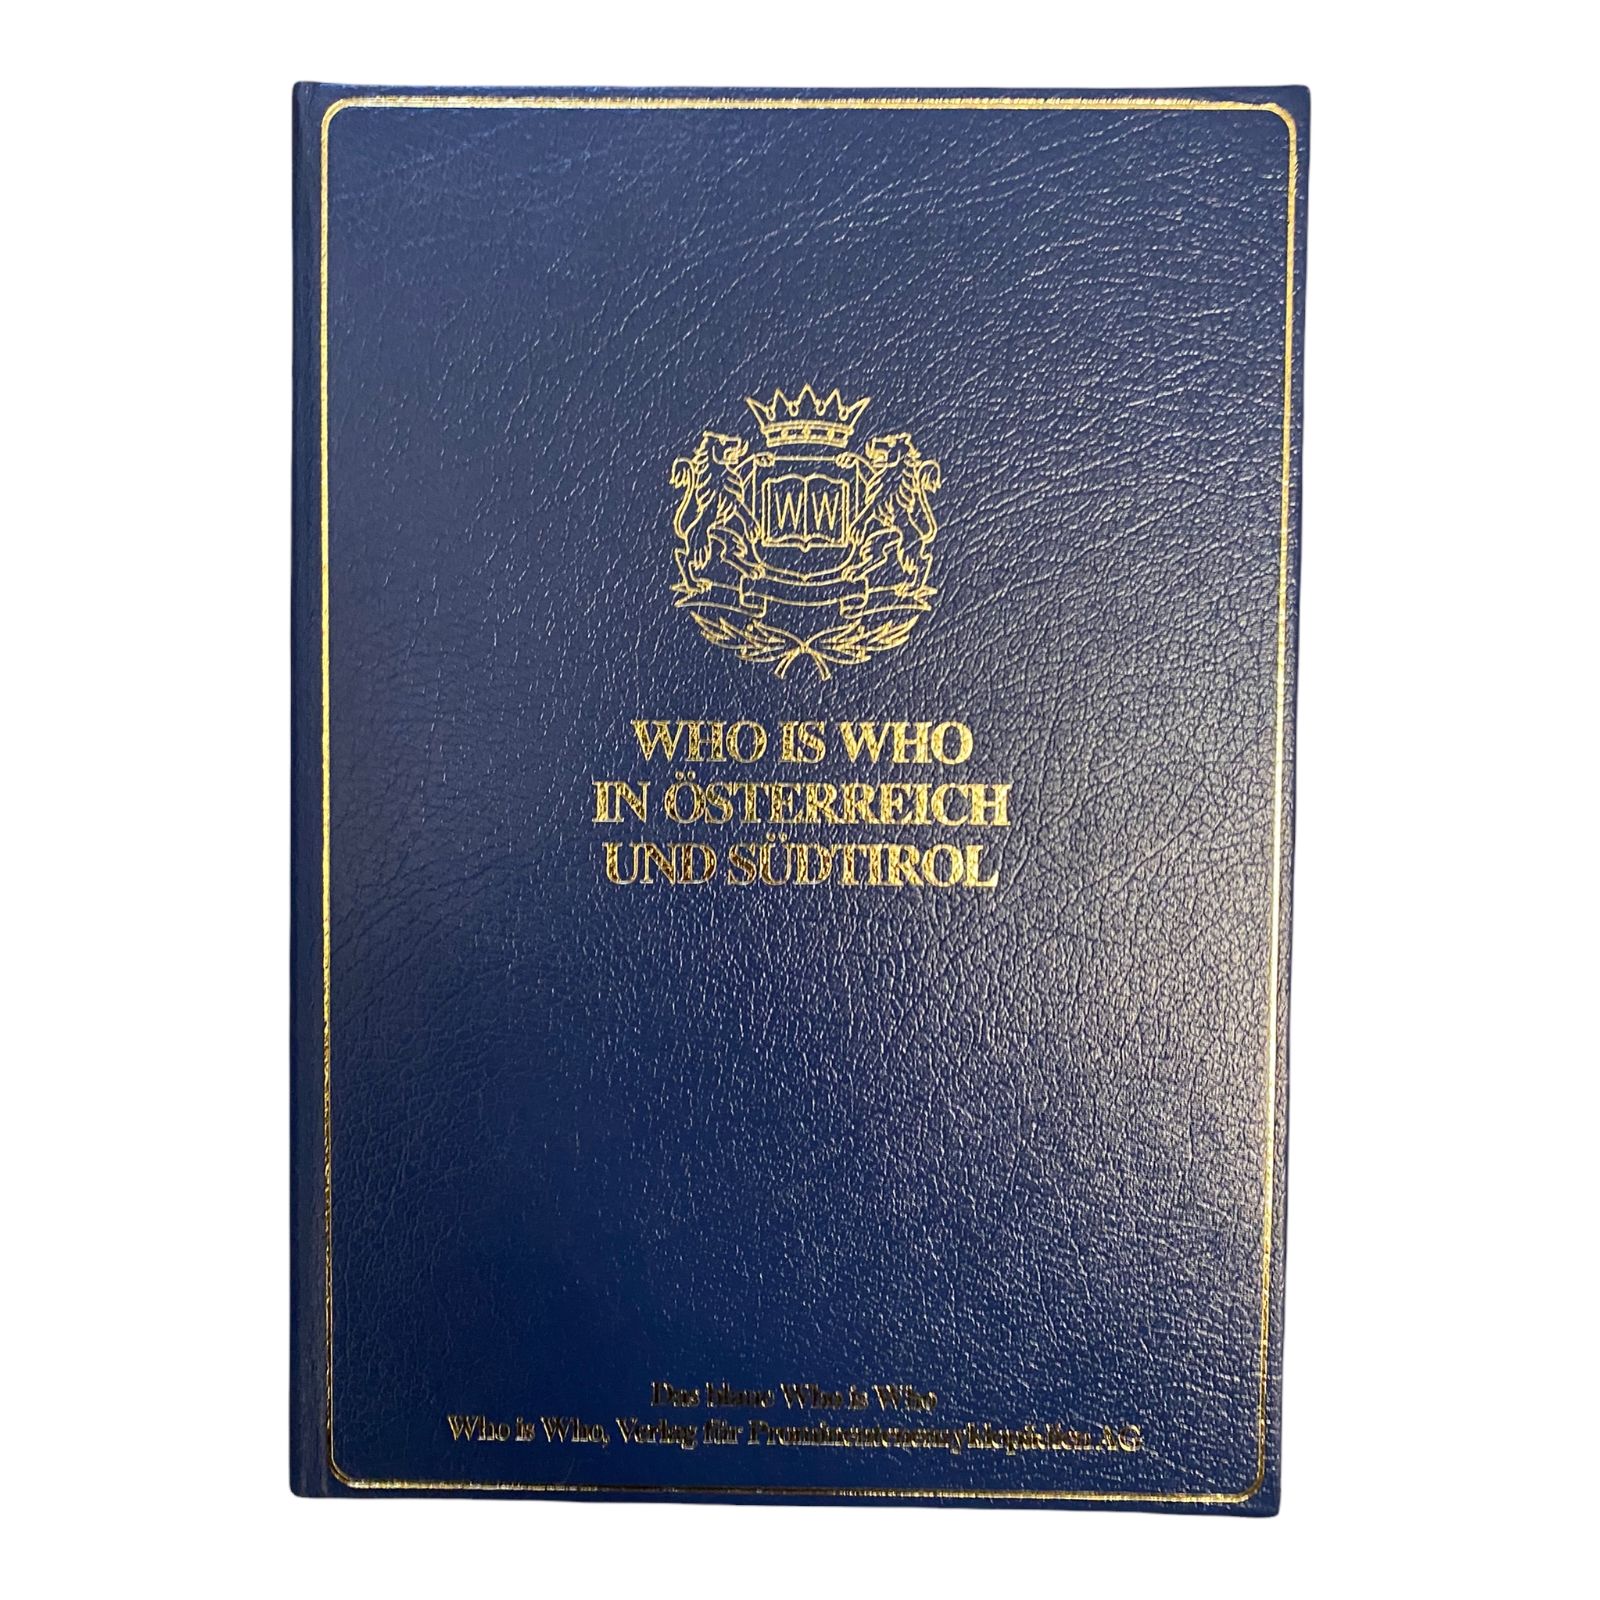 W W
WHO IS WHO
IN ÖSTERREICH
UND SÜDTIROL
Das blaue Who is Who
Who is Who, Verlag für Prominentenenzyklopädien AG